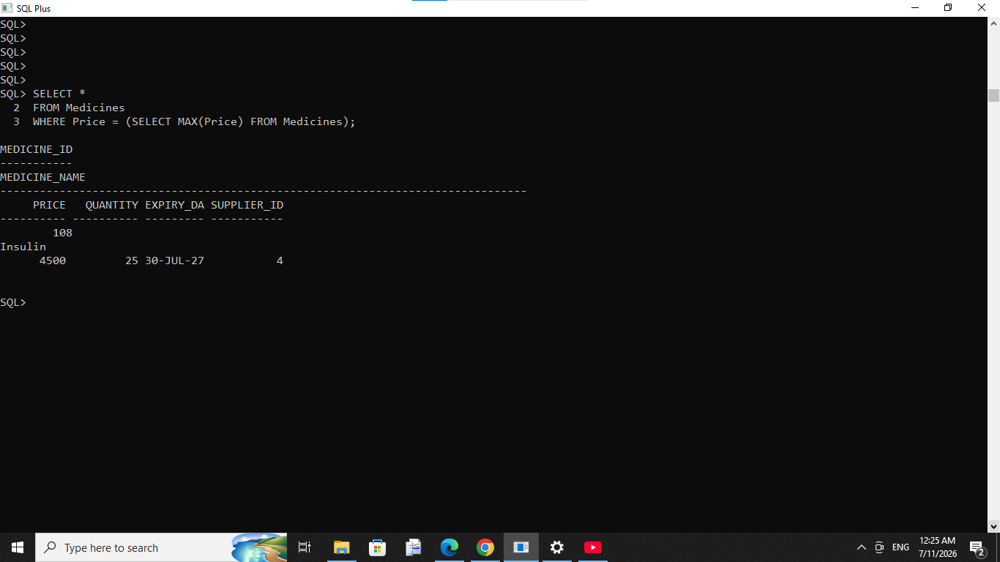 SQL Plus
SQL>
SQL>
SQL>
SQL>
SQL>
SQL> SELECT *
  2  FROM Medicines
  3  WHERE Price = (SELECT MAX(Price) FROM Medicines);
MEDICINE_ID
-----------
MEDICINE_NAME
--------------------------------------------------------------------------------
     PRICE   QUANTITY EXPIRY_DA SUPPLIER_ID
---------- ---------- --------- -----------
        108
Insulin
      4500         25 30-JUL-27           4
SQL>
Type here to search
ENG
12:25 AM
7/11/2026
2